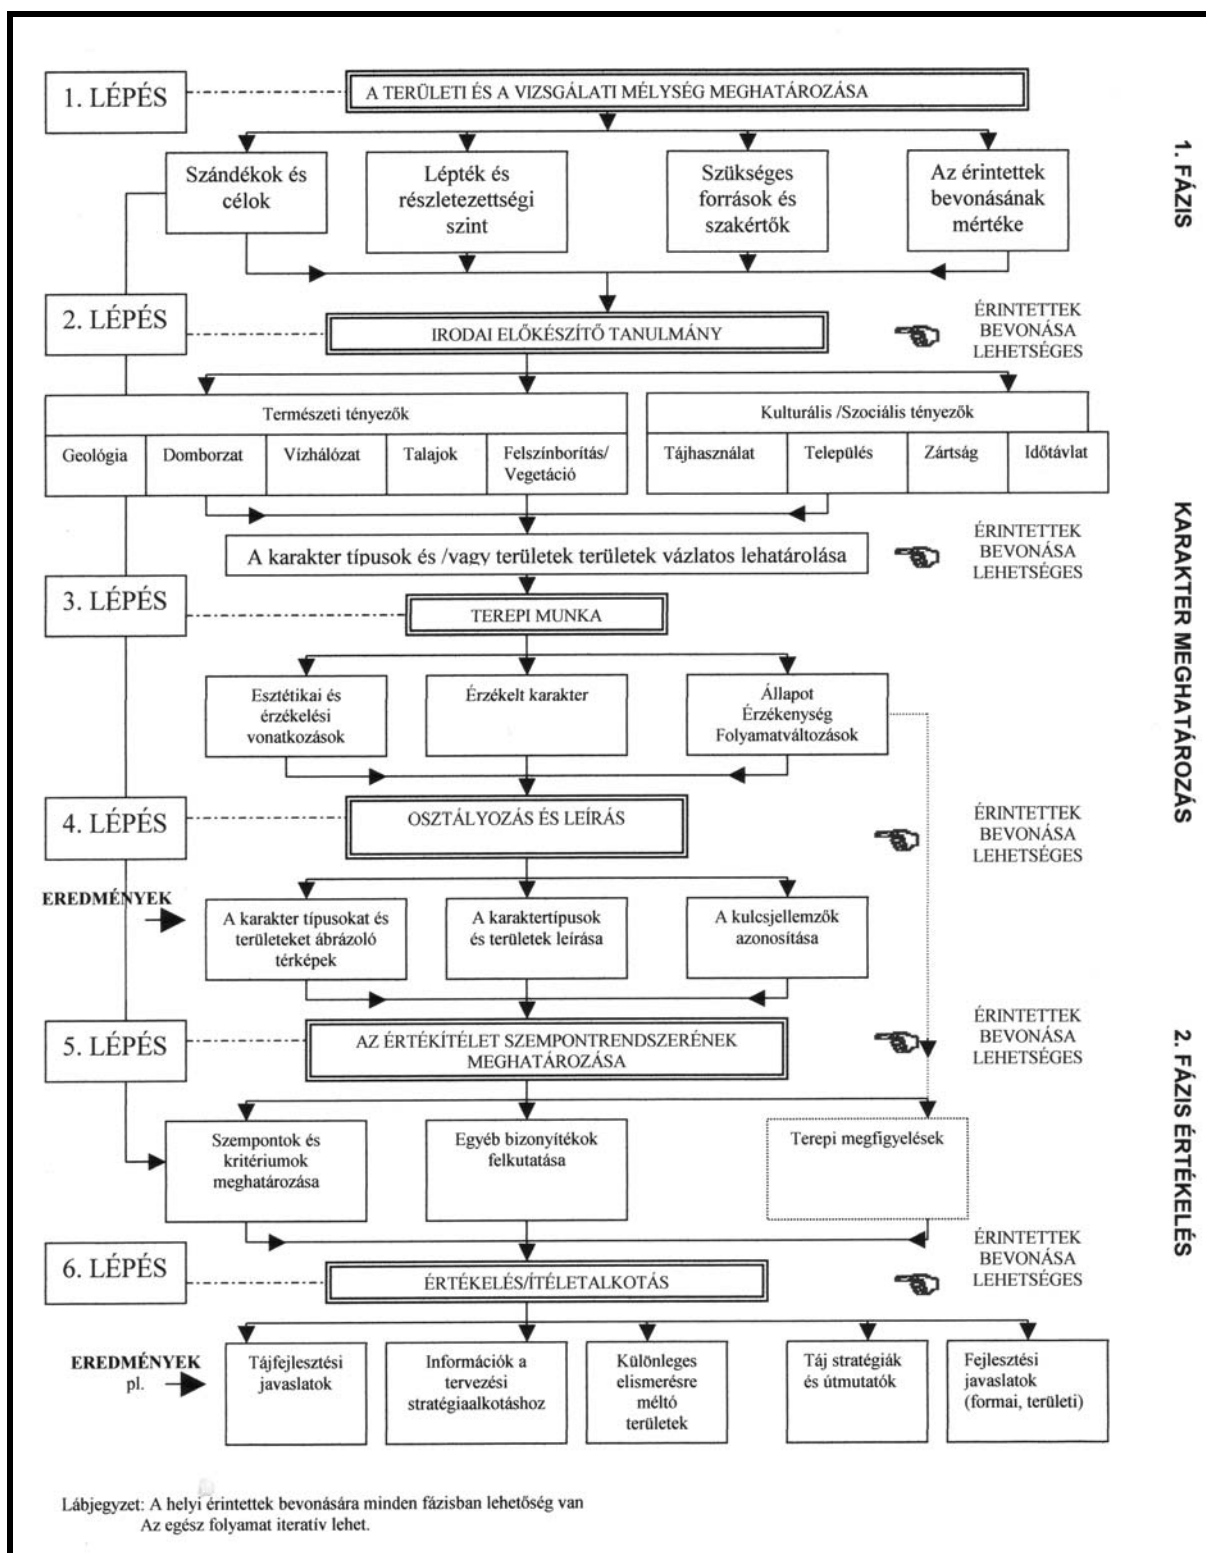 1. LÉPÉS
A TERÜLETI ÉS A VIZSGÁLATI MÉLYSÉG MEGHATÁROZÁSA
1. FÁZIS
Szándékok és
célok
Lépték és
részletezettségi
szint
Szükséges
források és
szakértők
Az érintettek
bevonásának
mértéke
2. LÉPÉS
IRODAI ELŐKÉSZÍTŐ TANULMÁNY
ÉRINTETTEK
BEVONÁSA
LEHETSÉGES
Természeti tényezők
Geológia
Domborzat
Vízhálózat
Talajok
Felszínborítás/
Vegetáció
Kulturális /Szociális tényezők
Tájhasználat
Település
Zártság
Időtávlat
KARAKTER MEGHATÁROZÁS
A karakter típusok és /vagy területek területek vázlatos lehatárolása
ÉRINTETTEK
BEVONÁSA
LEHETSÉGES
3. LÉPÉS
TEREPI MUNKA
Esztétikai és
érzékelési
vonatkozások
Érzékelt karakter
Állapot
Érzékenység
Folyamatváltozások
4. LÉPÉS
OSZTÁLYOZÁS ÉS LEÍRÁS
ÉRINTETTEK
BEVONÁSA
LEHETSÉGES
EREDMÉNYEK
A karakter típusokat és
területeket ábrázoló
térképek
A karaktertípusok
és területek leírása
A kulcsjellemzők
azonosítása
5. LÉPÉS
AZ ÉRTÉKÍTÉLET SZEMPONTRENDSZERÉNEK
MEGHATÁROZÁSA
ÉRINTETTEK
BEVONÁSA
LEHETSÉGES
2. FÁZIS ÉRTÉKELÉS
Szempontok és
kritériumok
meghatározása
Egyéb bizonyítékok
felkutatása
Terepi megfigyelések
6. LÉPÉS
ÉRTÉKELÉS/ÍTÉLETALKOTÁS
ÉRINTETTEK
BEVONÁSA
LEHETSÉGES
EREDMÉNYEK
pl.
Tájfejlesztési
javaslatok
Információk a
tervezési
stratégiaalkotáshoz
Különleges
elismerésre
méltó
területek
Táj stratégiák
és útmutatók
Fejlesztési
javaslatok
(formai, területi)
Lábjegyzet: A helyi érintettek bevonására minden fázisban lehetőség van
Az egész folyamat iteratív lehet.